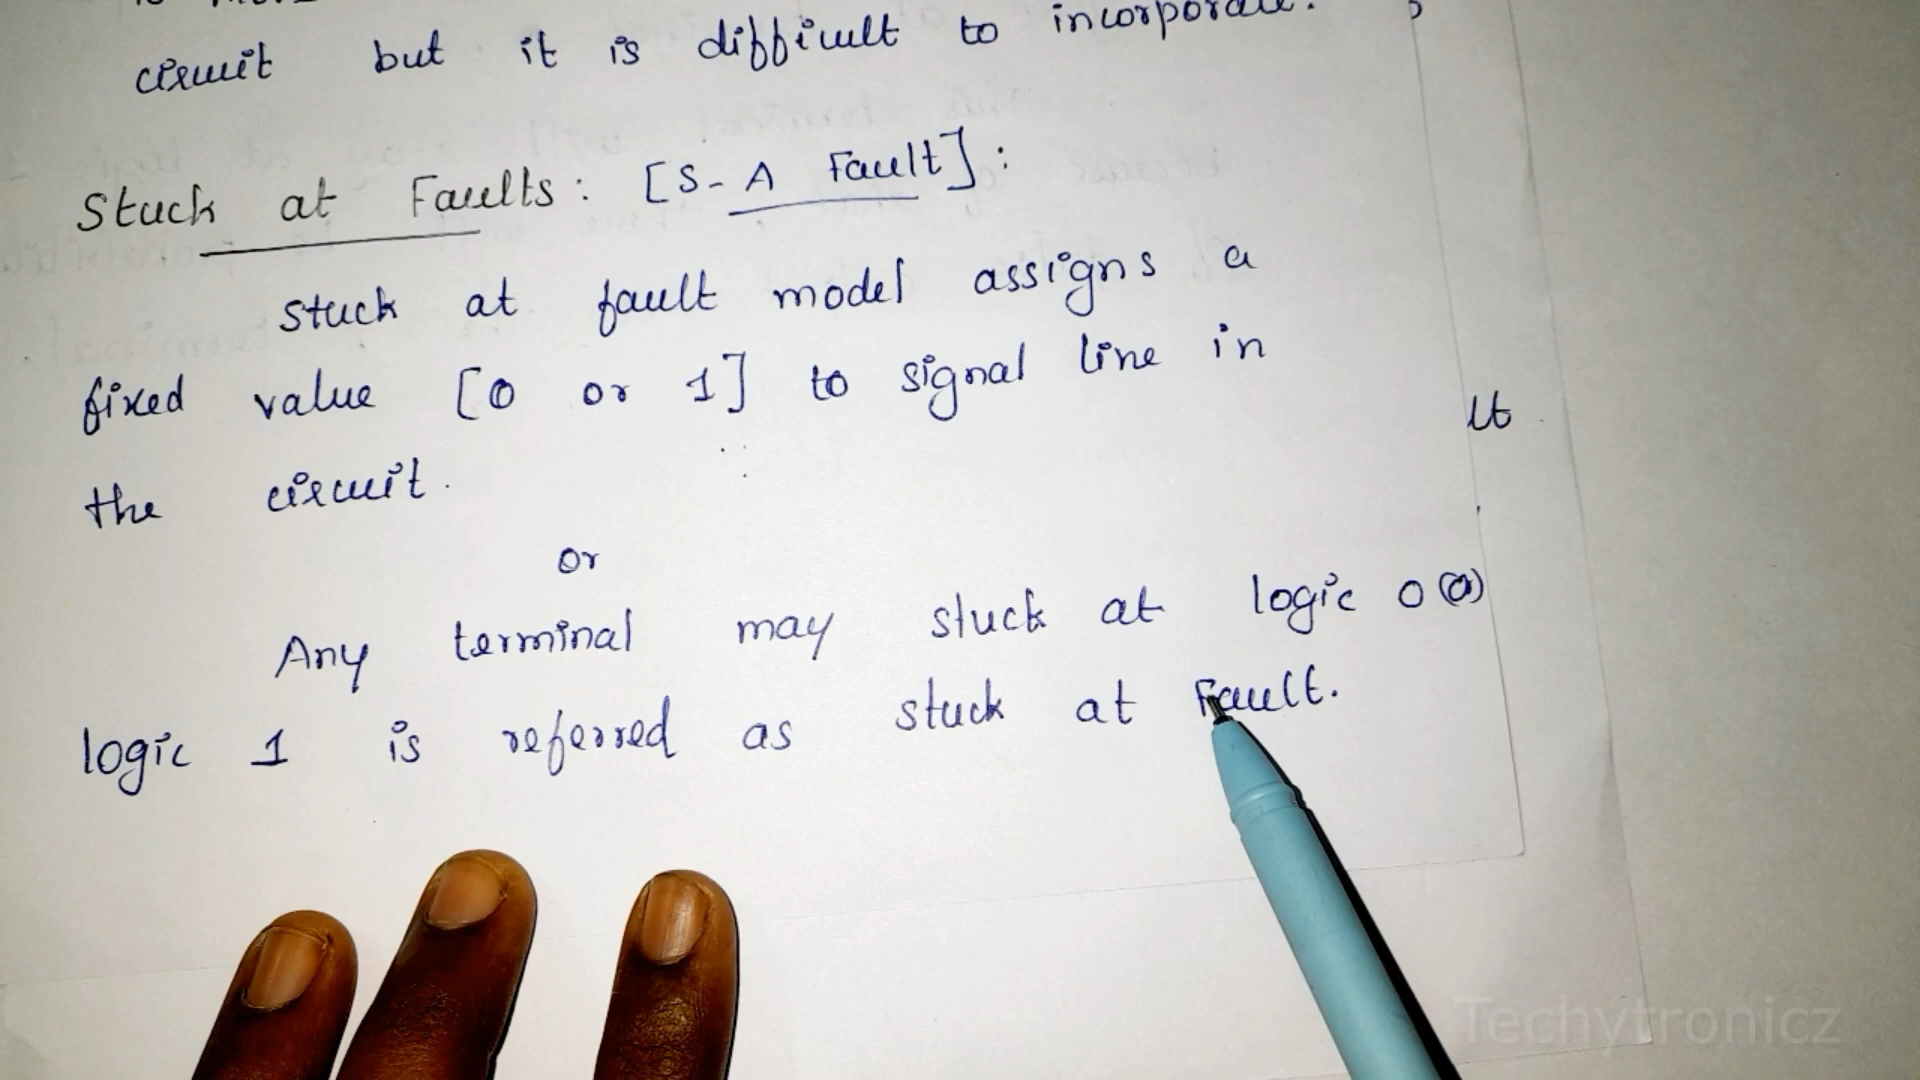 circuit but it is difficult to incorporate.
Stuck at Faults: [S-A Fault]:
Stuck at fault model assigns a
fixed value [0 or 1] to signal line in
the circuit.
or
Any terminal may stuck at logic 0 (or)
logic 1 is referred as stuck at Fault.
Techytronicz